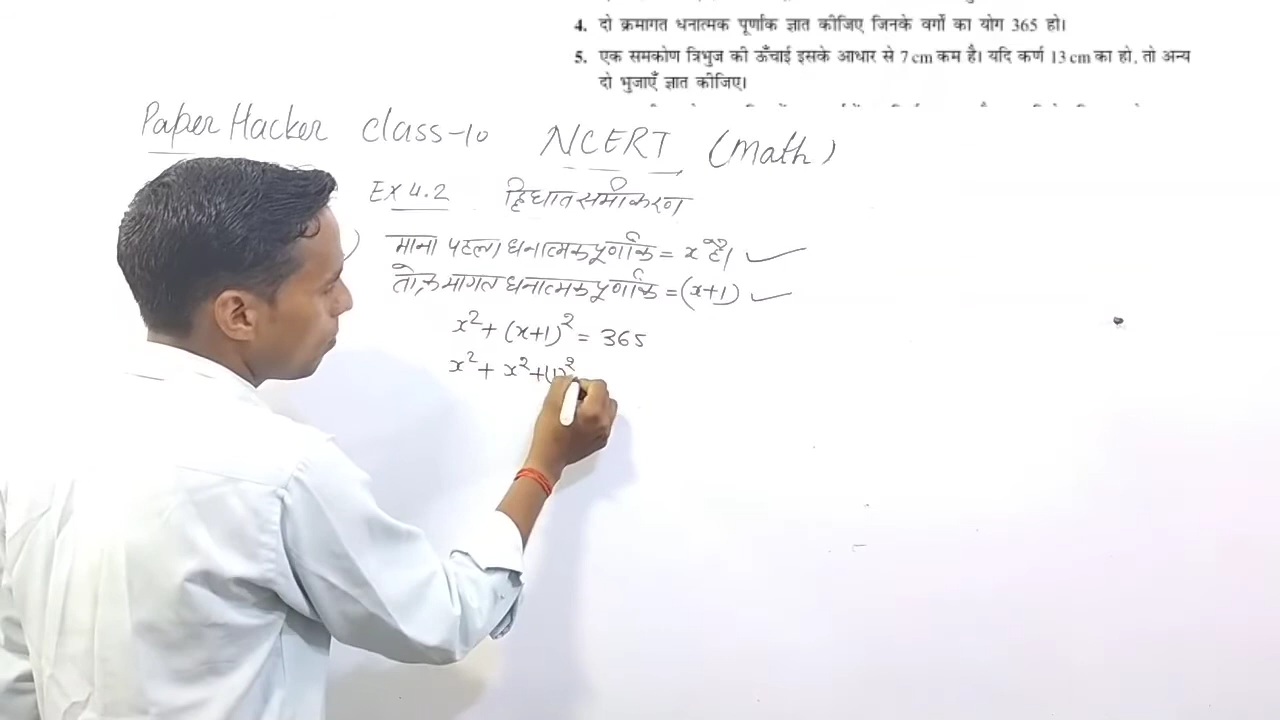 4. दो क्रमागत धनात्मक पूर्णांक ज्ञात कीजिए जिनके वर्गों का योग 365 हो।
5. एक समकोण त्रिभुज की ऊँचाई इसके आधार से 7 cm कम है। यदि कर्ण 13 cm का हो, तो अन्य
दो भुजाएँ ज्ञात कीजिए।
Paper Hacker class-10 NCERT (Math)
Ex 4.2 द्विघात समीकरण
माना पहला धनात्मक पूर्णांक = x है।
तो क्रमागत धनात्मक पूर्णांक = (x+1)
x² + (x+1)² = 365
x² + x² + (1)²